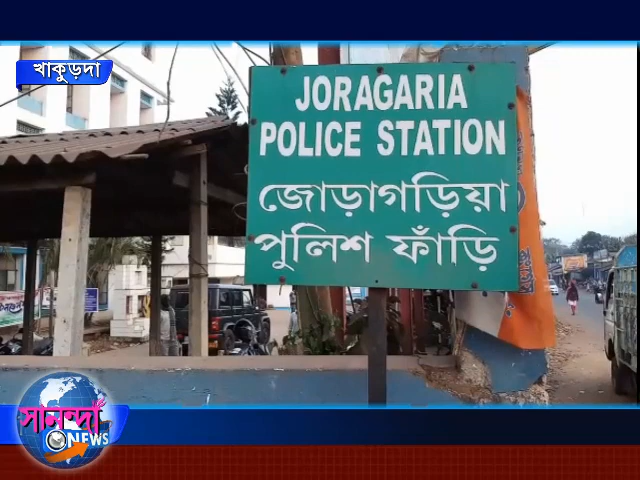 খাকুড়দা
JORAGARIA
POLICE STATION
জোড়াগড়িয়া
পুলিশ ফাঁড়ি
সানন্দা
NEWS